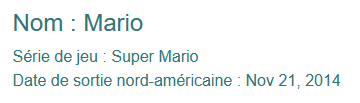 Nom : Mario
Série de jeu : Super Mario
Date de sortie nord-américaine : Nov 21, 2014